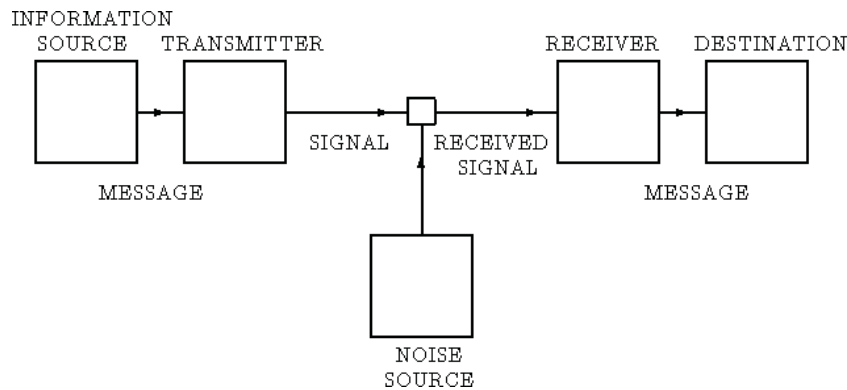 INFORMATION
SOURCE
TRANSMITTER
RECEIVER
DESTINATION
SIGNAL
RECEIVED
SIGNAL
MESSAGE
MESSAGE
NOISE
SOURCE